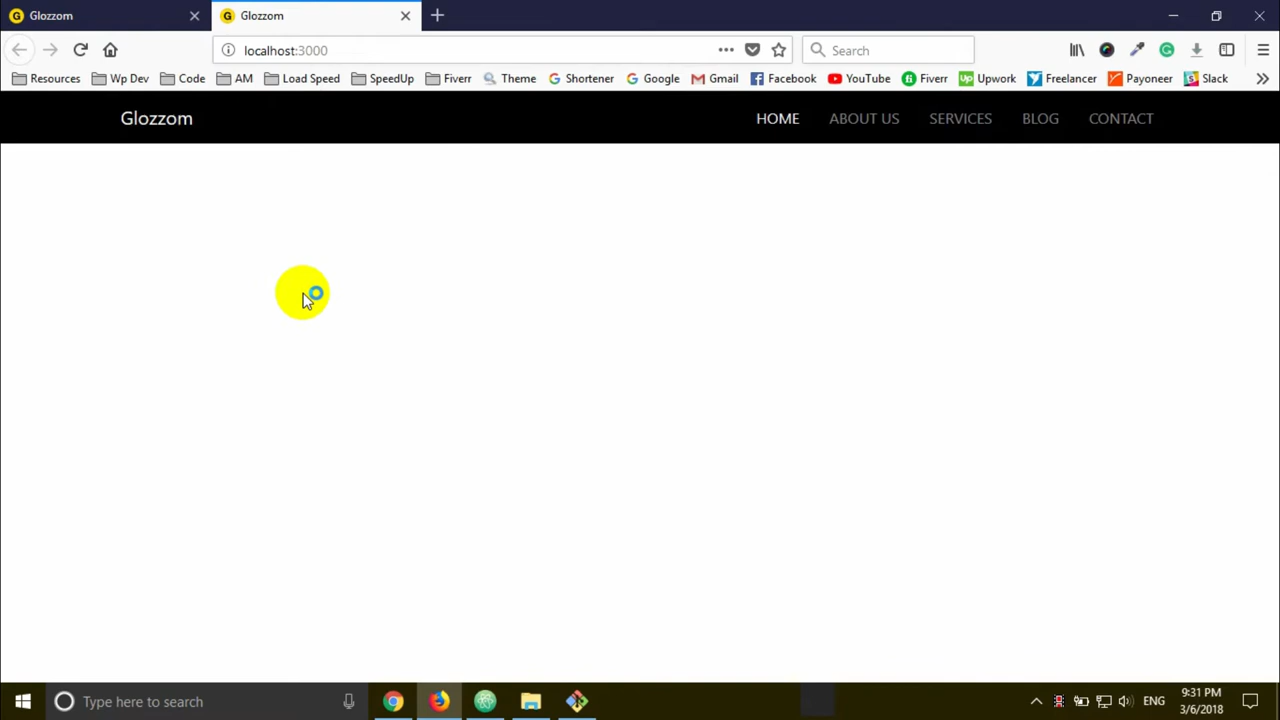 Glozzom
Glozzom
localhost:3000
Search
Resources Wp Dev Code AM Load Speed SpeedUp Fiverr Theme Shortener Google Gmail Facebook YouTube Fiverr Upwork Freelancer Payoneer Slack
Glozzom HOME ABOUT US SERVICES BLOG CONTACT
Type here to search
ENG
9:31 PM
3/6/2018